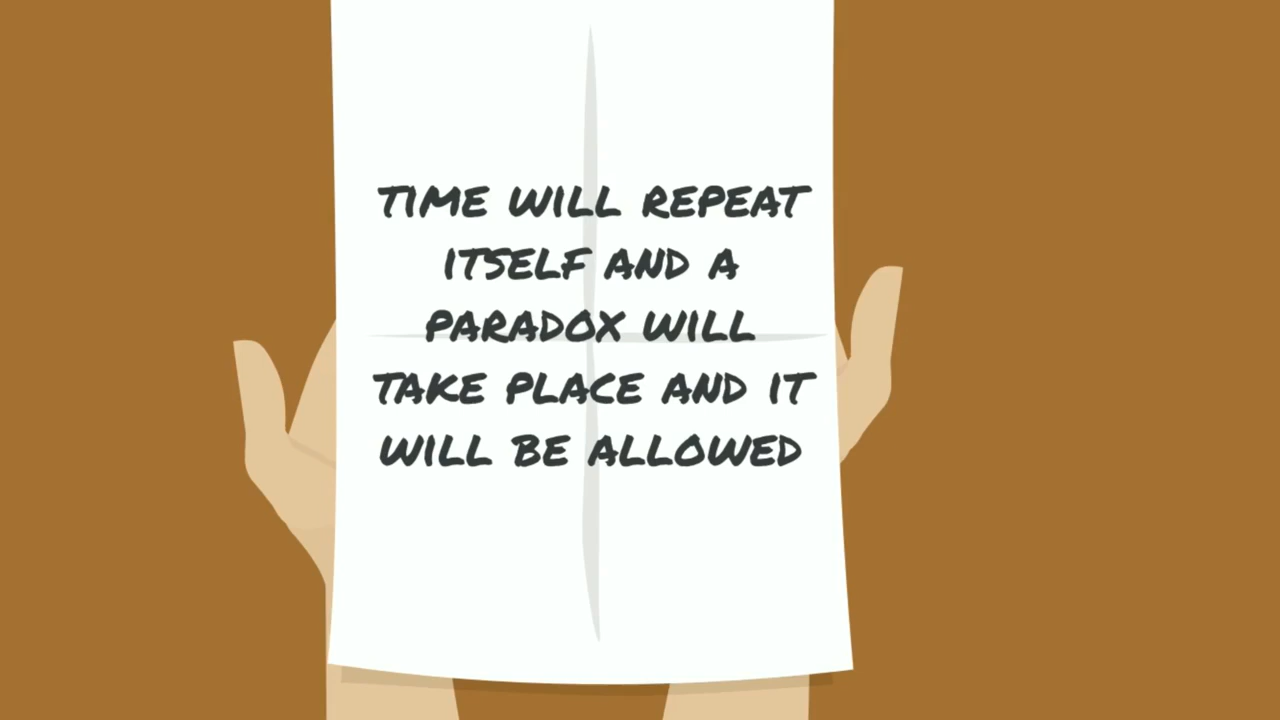 TIME WILL REPEAT
ITSELF AND A
PARADOX WILL
TAKE PLACE AND IT
WILL BE ALLOWED